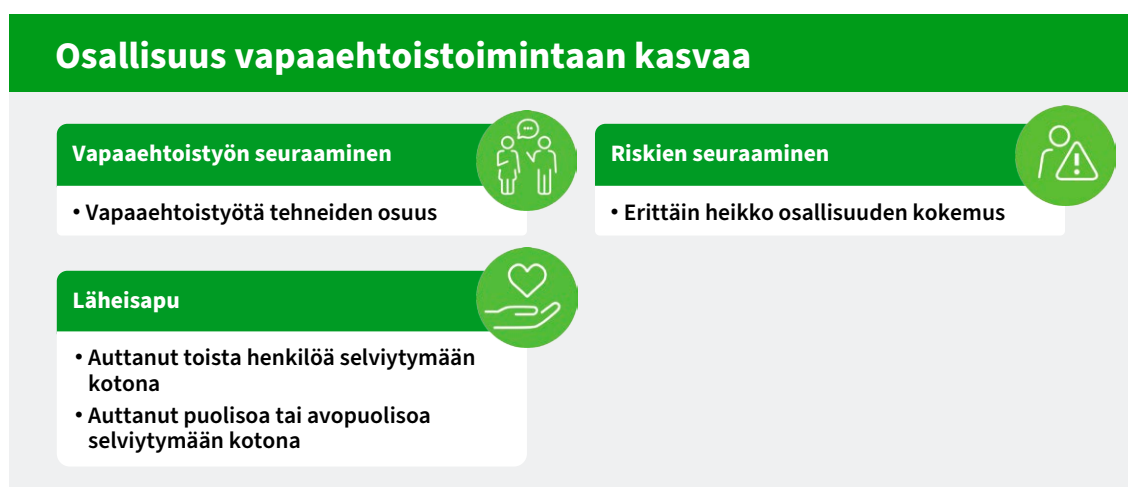 Osallisuus vapaaehtoistoimintaan kasvaa
Vapaaehtoistyön seuraaminen
• Vapaaehtoistyötä tehneiden osuus
Riskien seuraaminen
• Erittäin heikko osallisuuden kokemus
Läheisapu
• Auttanut toista henkilöä selviytymään
kotona
• Auttanut puolisoa tai avopuolisoa
selviytymään kotona